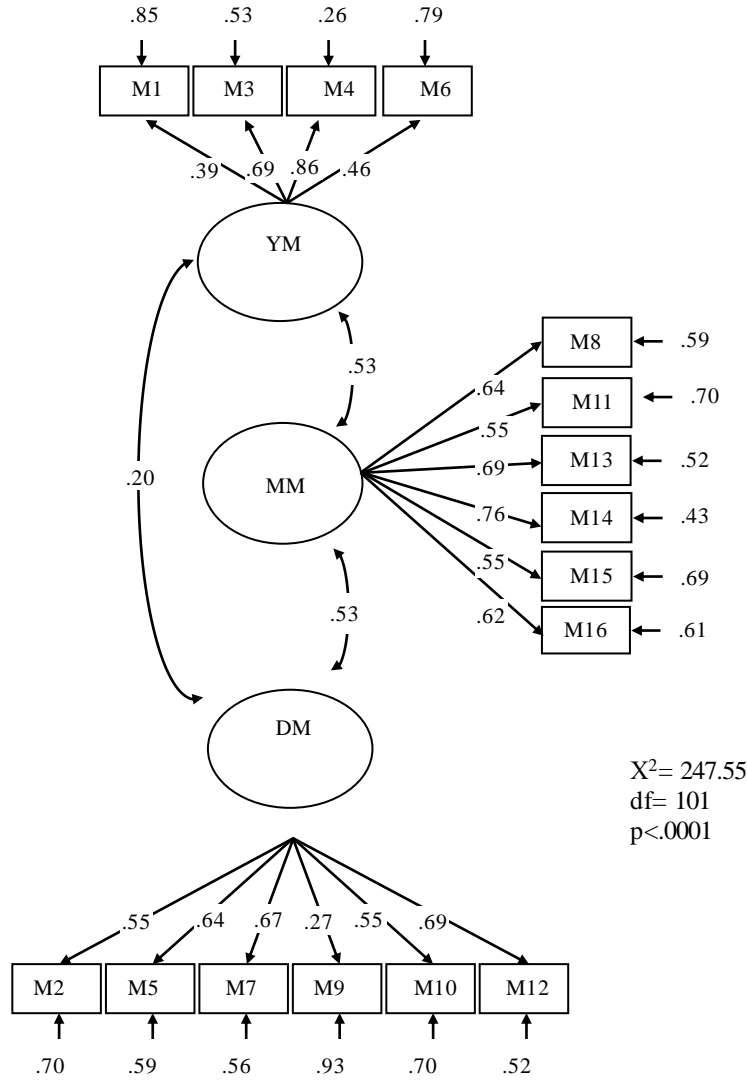 .85 .53 .26 .79
M1 M3 M4 M6
.39 .69 .86 .46
YM
.59
M8
.53
.64
.70
M11
.55
.69 M13 .52
.20
MM
.76 M14 .43
.55
M15 .69
.53
.62
M16 .61
DM
X²= 247.55
df= 101
p<.0001
.55 .64 .67 .27 .55 .69
M2 M5 M7 M9 M10 M12
.70 .59 .56 .93 .70 .52